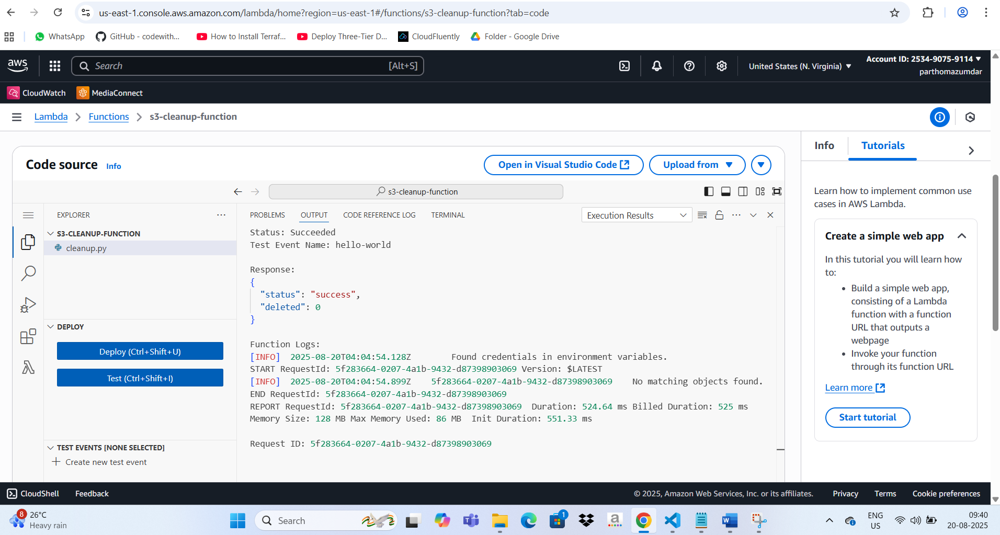 us-east-1.console.aws.amazon.com/lambda/home?region=us-east-1#/functions/s3-cleanup-function?tab=code
WhatsApp
GitHub - codewith...
How to Install Terraf...
Deploy Three-Tier D...
CloudFluently
Folder - Google Drive
aws
Search
[Alt+S]
United States (N. Virginia)
Account ID: 2534-9075-9114
parthomazumdar
CloudWatch
MediaConnect
Lambda
Functions
s3-cleanup-function
Code source
Info
Open in Visual Studio Code
Upload from
s3-cleanup-function
EXPLORER
S3-CLEANUP-FUNCTION
cleanup.py
DEPLOY
Deploy (Ctrl+Shift+U)
Test (Ctrl+Shift+I)
TEST EVENTS [NONE SELECTED]
Create new test event
PROBLEMS
OUTPUT
CODE REFERENCE LOG
TERMINAL
Execution Results
Status: Succeeded
Test Event Name: hello-world
Response:
{
"status": "success",
"deleted": 0
}
Function Logs:
[INFO] 2025-08-20T04:04:54.128Z Found credentials in environment variables.
START RequestId: 5f283664-0207-4a1b-9432-d87398903069 Version: $LATEST
[INFO] 2025-08-20T04:04:54.899Z 5f283664-0207-4a1b-9432-d87398903069 No matching objects found.
END RequestId: 5f283664-0207-4a1b-9432-d87398903069
REPORT RequestId: 5f283664-0207-4a1b-9432-d87398903069 Duration: 524.64 ms Billed Duration: 525 ms
Memory Size: 128 MB Max Memory Used: 86 MB Init Duration: 551.33 ms
Request ID: 5f283664-0207-4a1b-9432-d87398903069
Info
Tutorials
Learn how to implement common use
cases in AWS Lambda.
Create a simple web app
In this tutorial you will learn how
to:
• Build a simple web app,
consisting of a Lambda
function with a function
URL that outputs a
webpage
• Invoke your function
through its function URL
Learn more
Start tutorial
CloudShell
Feedback
© 2025, Amazon Web Services, Inc. or its affiliates.
Privacy
Terms
Cookie preferences
8
26°C
Heavy rain
Search
1
a
ENG
US
09:40
20-08-2025